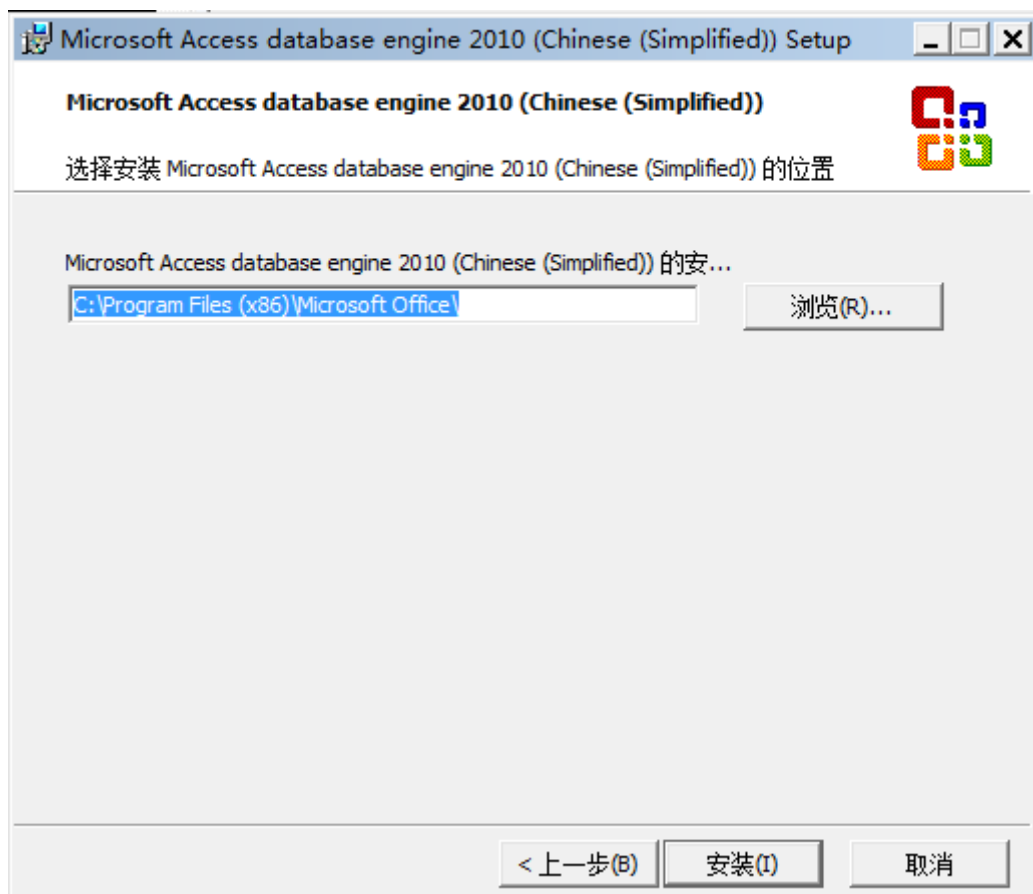 Microsoft Access database engine 2010 (Chinese (Simplified)) Setup
Microsoft Access database engine 2010 (Chinese (Simplified))
选择安装 Microsoft Access database engine 2010 (Chinese (Simplified)) 的位置
Microsoft Access database engine 2010 (Chinese (Simplified)) 的安...
C:\Program Files (x86)\Microsoft Office\
浏览(R)...
<上一步(B)
安装(I)
取消